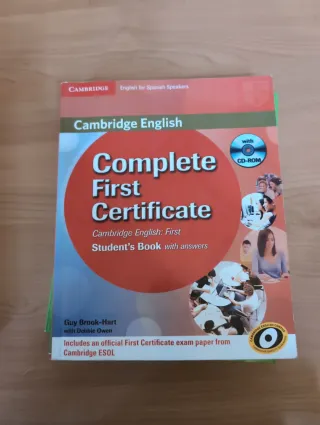 CAMBRIDGE
English for Spanish Speakers
Cambridge English
with
CD-ROM
Complete
First
Certificate
Cambridge English: First
Student's Book with answers
Guy Brook-Hart
with Debbie Owen
Includes an official First Certificate exam paper from
Cambridge ESOL